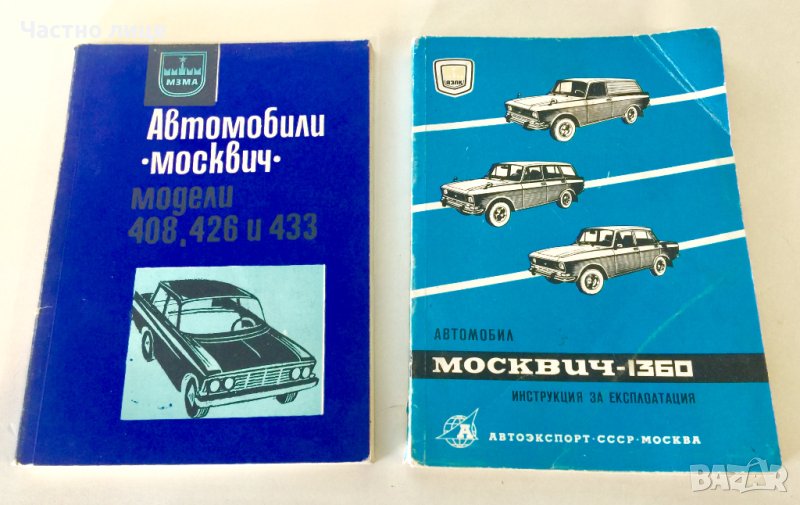 Частно лице
МЗМА
Автомобили
·москвич·
модели
408, 426 и 433
АЗЛК
АВТОМОБИЛ
МОСКВИЧ-1360
ИНСТРУКЦИЯ ЗА ЕКСПЛОАТАЦИЯ
А
АВТОЭКСПОРТ·СССР·МОСКВА
BAZAR